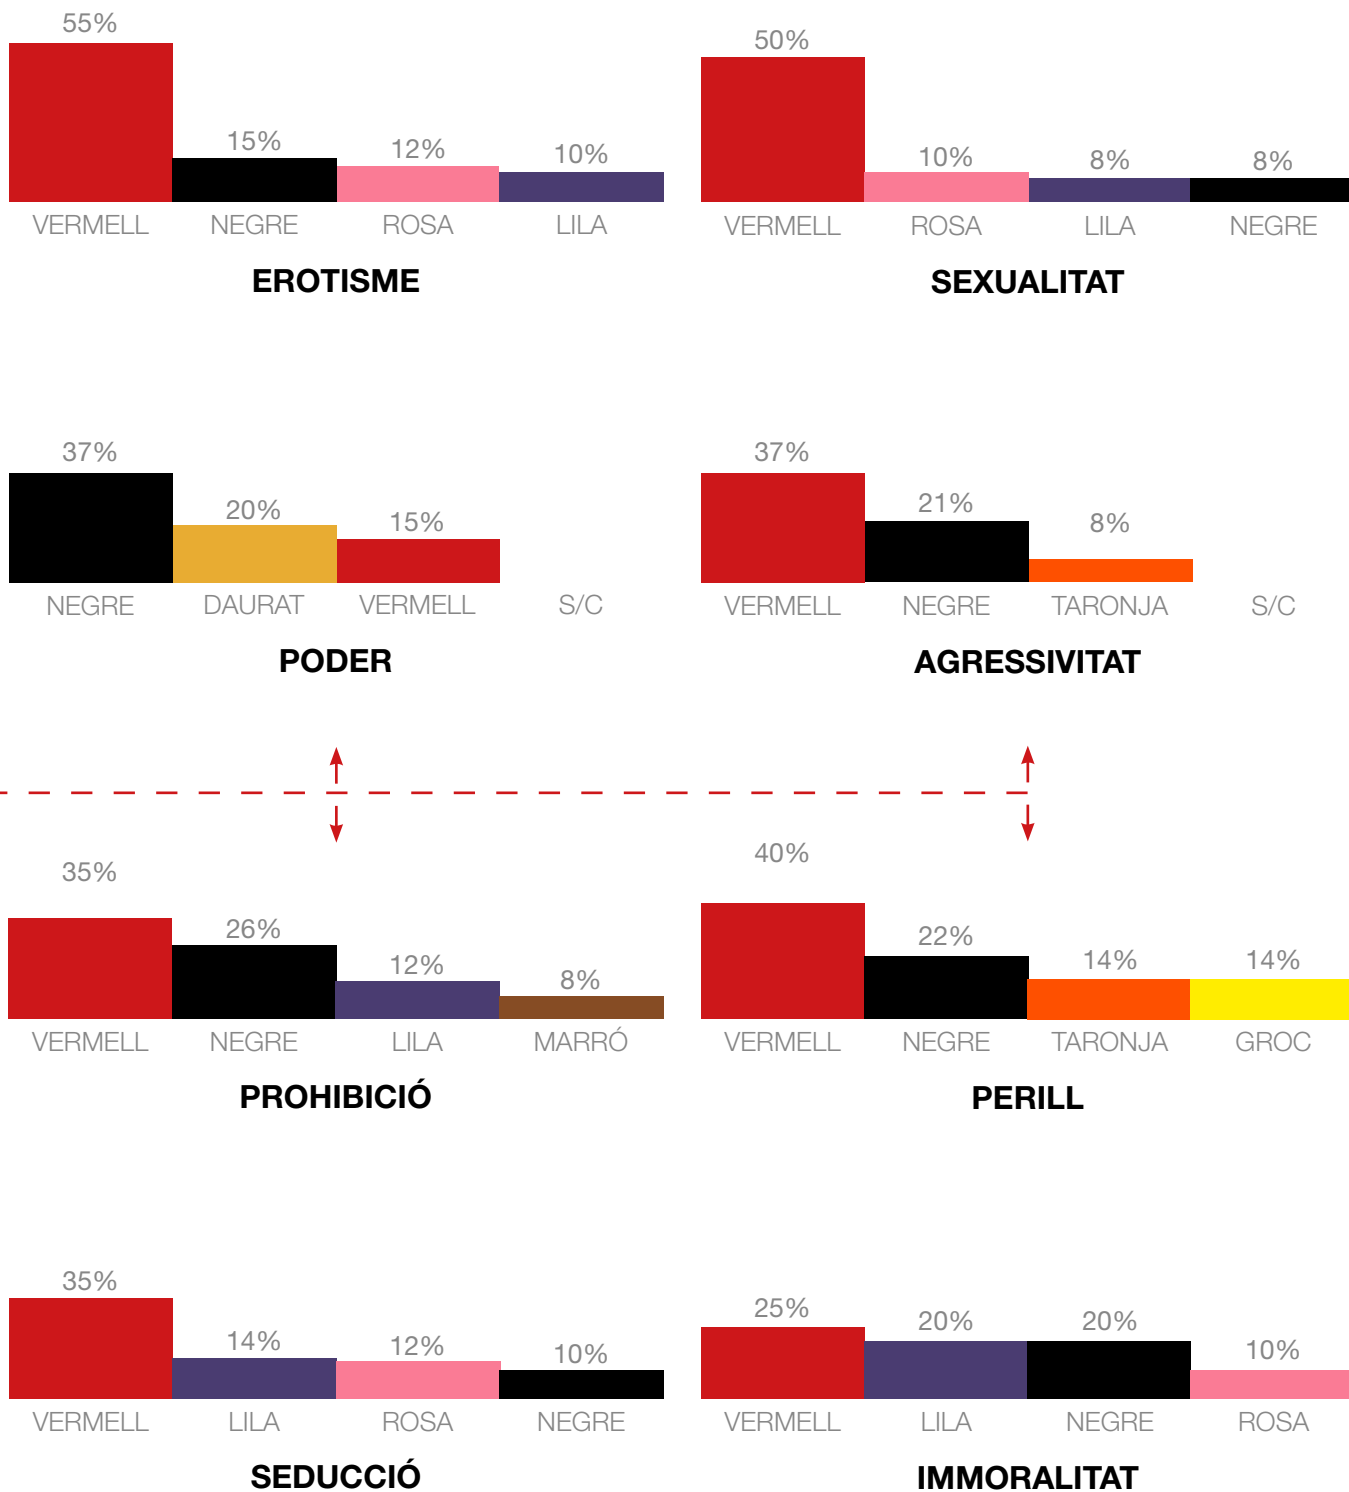 55%
15%
12%
10%
VERMELL NEGRE ROSA LILA
EROTISME
50%
10%
8%
8%
VERMELL ROSA LILA NEGRE
SEXUALITAT
37%
20%
15%
NEGRE DAURAT VERMELL S/C
PODER
37%
21%
8%
VERMELL NEGRE TARONJA S/C
AGRESSIVITAT
35%
26%
12%
8%
VERMELL NEGRE LILA MARRÓ
PROHIBICIÓ
40%
22%
14%
14%
VERMELL NEGRE TARONJA GROC
PERILL
35%
14%
12%
10%
VERMELL LILA ROSA NEGRE
SEDUCCIÓ
25%
20%
20%
10%
VERMELL LILA NEGRE ROSA
IMMORALITAT